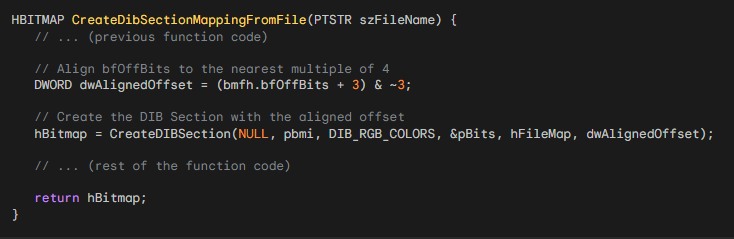 HBITMAP CreateDibSectionMappingFromFile(PTSTR szFileName) {
// ... (previous function code)
// Align bfOffBits to the nearest multiple of 4
DWORD dwAlignedOffset = (bmfh.bfOffBits + 3) & ~3;
// Create the DIB Section with the aligned offset
hBitmap = CreateDIBSection(NULL, pbmi, DIB_RGB_COLORS, &pBits, hFileMap, dwAlignedOffset);
// ... (rest of the function code)
return hBitmap;
}